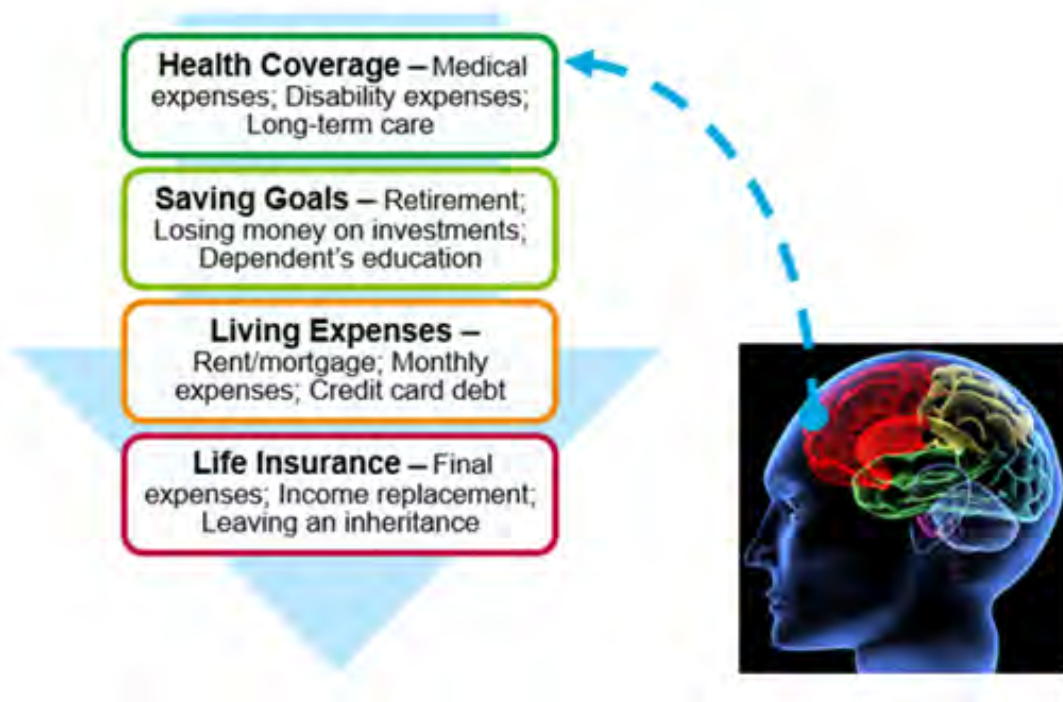 Health Coverage – Medical
expenses; Disability expenses;
Long-term care
Saving Goals – Retirement;
Losing money on investments;
Dependent's education
Living Expenses –
Rent/mortgage; Monthly
expenses; Credit card debt
Life Insurance – Final
expenses; Income replacement;
Leaving an inheritance